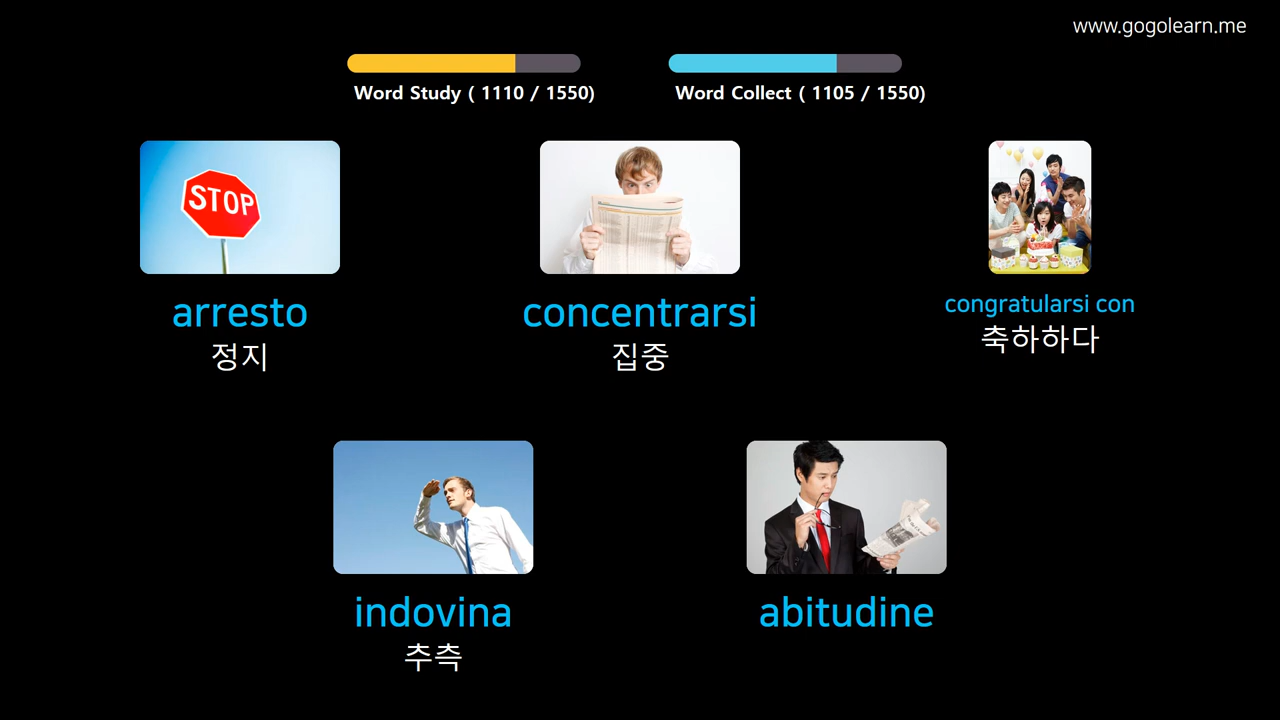 www.gogolearn.me
Word Study ( 1110 / 1550)
Word Collect ( 1105 / 1550)
STOP
arresto
정지
concentrarsi
집중
congratularsi con
축하하다
indovina
추측
abitudine